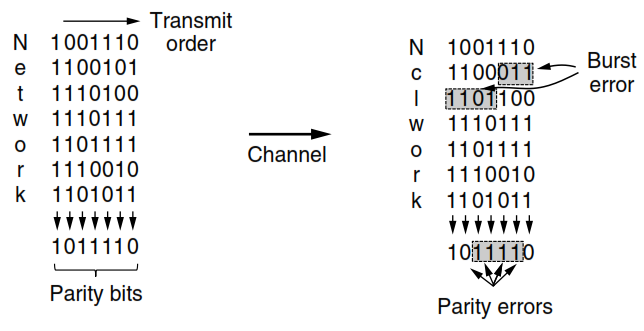 Transmit
order
N 1001110
e 1100101
t 1110100
w 1110111
o 1101111
r 1110010
k 1101011
1011110
Parity bits
Channel
N 1001110
c 1100011
l 1101100
w 1110111
o 1101111
r 1110010
k 1101011
1011110
Parity errors
Burst
error